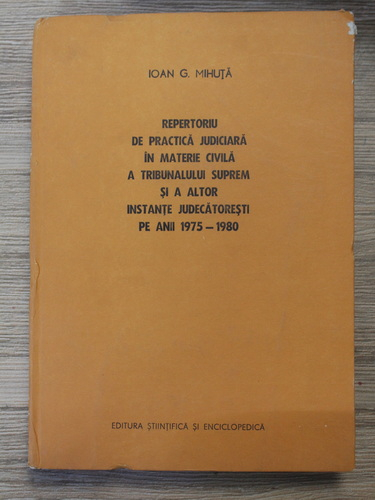 IOAN G. MIHUȚĂ
REPERTORIU
DE PRACTICĂ JUDICIARĂ
ÎN MATERIE CIVILĂ
A TRIBUNALULUI SUPREM
ȘI A ALTOR
INSTANȚE JUDECĂTOREȘTI
PE ANII 1975–1980
EDITURA ȘTIINȚIFICĂ ȘI ENCICLOPEDICĂ